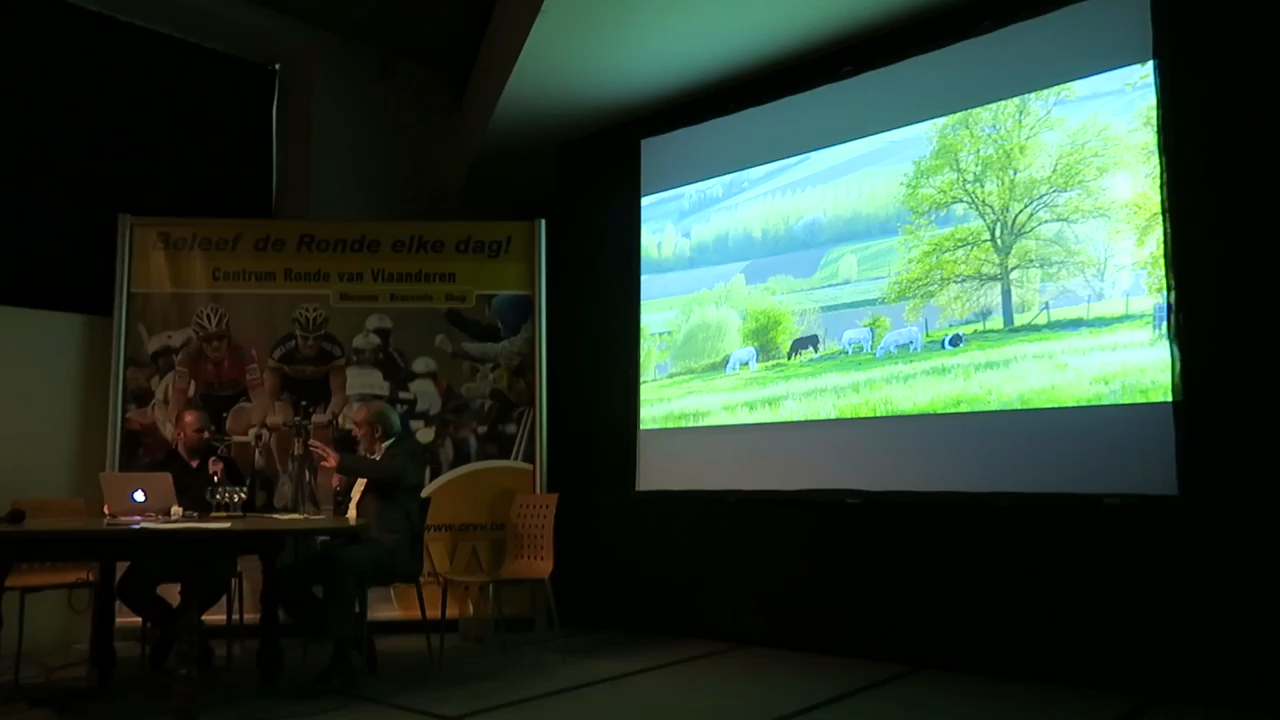 Beleef de Ronde elke dag!
Centrum Ronde van Vlaanderen
Museum - Brasserie - Shop
www.crvv.be